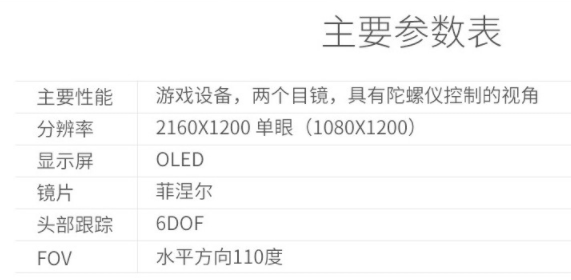 主要参数表
主要性能 游戏设备，两个目镜，具有陀螺仪控制的视角
分辨率 2160X1200 单眼（1080X1200）
显示屏 OLED
镜片 菲涅尔
头部跟踪 6DOF
FOV 水平方向110度